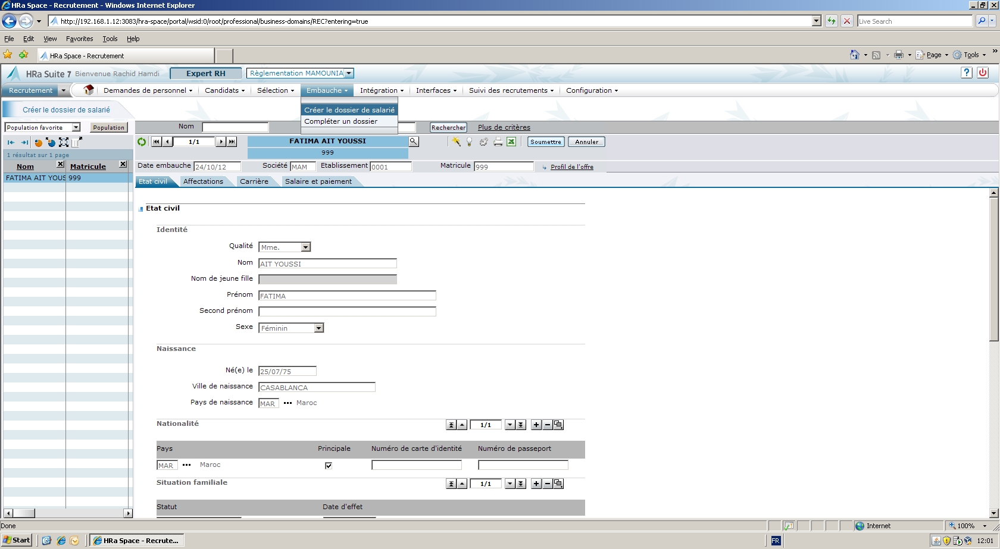 HRa Space - Recrutement - Windows Internet Explorer
http://192.168.1.12:3083/hra-space/portal/wsid:0/root/professional/business-domains/REC?entering=true
Live Search
File Edit View Favorites Tools Help
HRa Space - Recrutement
Page Tools
HRa Suite 7 Bienvenue Rachid Hamdi Expert RH Règlementation MAMOUNIA
Recrutement Demandes de personnel Candidats Sélection Embauche Intégration Interfaces Suivi des recrutements Configuration
Créer le dossier de salarié
Créer le dossier de salarié
Compléter un dossier
Population favorite Population
Nom Rechercher Plus de critères
1/1 FATIMA AIT YOUSSI Soumettre Annuler
999
1 résultat sur 1 page
Nom Matricule
FATIMA AIT YOUS 999
Date embauche 24/10/12 Société MAM Etablissement 0001 Matricule 999 Profil de l'offre
Etat civil Affectations Carrière Salaire et paiement
Etat civil
Identité
Qualité Mme.
Nom AIT YOUSSI
Nom de jeune fille
Prénom FATIMA
Second prénom
Sexe Féminin
Naissance
Né(e) le 25/07/75
Ville de naissance CASABLANCA
Pays de naissance MAR Maroc
Nationalité 1/1
Pays Principale Numéro de carte d'identité Numéro de passeport
MAR Maroc
Situation familiale 1/1
Statut Date d'effet
Done Internet 100%
Start HRa Space - Recrute... FR 12:01